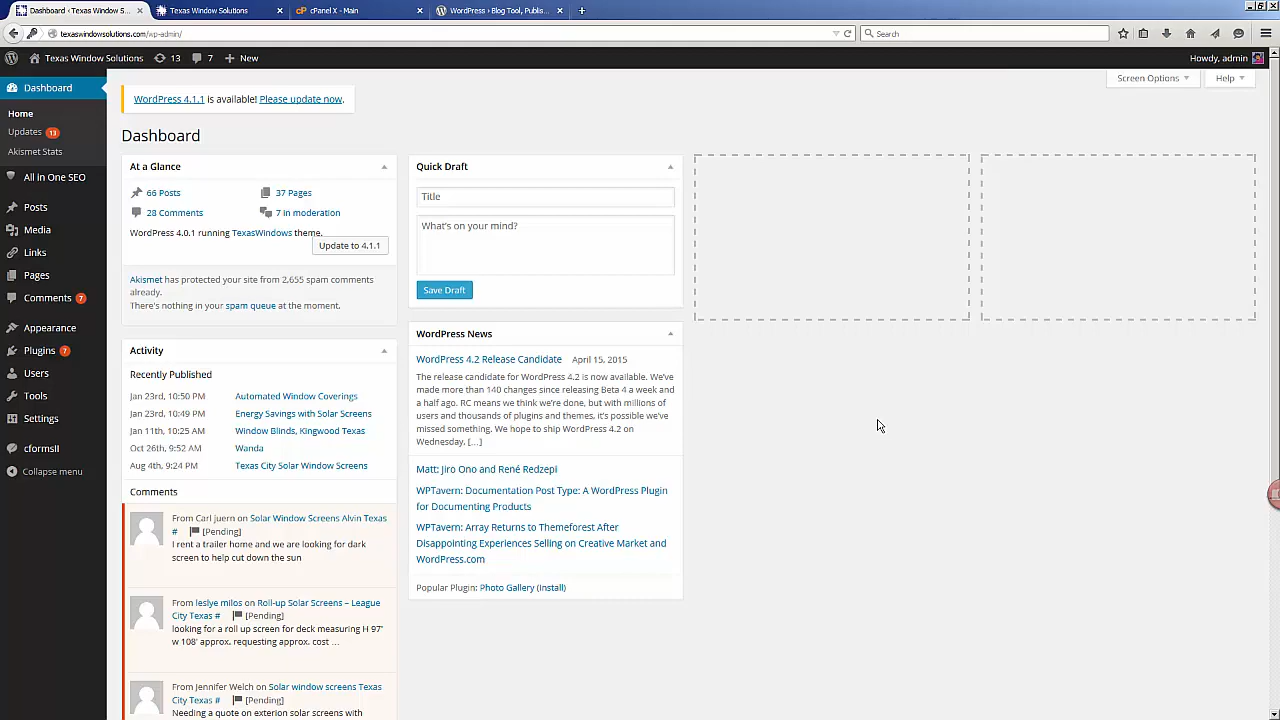 Dashboard ‹ Texas Window S...
Texas Window Solutions
cPanel X - Main
WordPress › Blog Tool, Publis...
texaswindowsolutions.com/wp-admin/
Search
Texas Window Solutions
13
7
New
Howdy, admin
Screen Options
Help
Dashboard
Home
Updates 13
Akismet Stats
All in One SEO
Posts
Media
Links
Pages
Comments 7
Appearance
Plugins 7
Users
Tools
Settings
cformsII
Collapse menu
WordPress 4.1.1 is available! Please update now.
Dashboard
At a Glance
66 Posts
37 Pages
28 Comments
7 in moderation
WordPress 4.0.1 running TexasWindows theme.
Update to 4.1.1
Akismet has protected your site from 2,655 spam comments
already.
There's nothing in your spam queue at the moment.
Activity
Recently Published
Jan 23rd, 10:50 PM Automated Window Coverings
Jan 23rd, 10:49 PM Energy Savings with Solar Screens
Jan 11th, 10:25 AM Window Blinds, Kingwood Texas
Oct 26th, 9:52 AM Wanda
Aug 4th, 9:24 PM Texas City Solar Window Screens
Comments
From Carl juern on Solar Window Screens Alvin Texas
# [Pending]
I rent a trailer home and we are looking for dark
screen to help cut down the sun
From leslye milos on Roll-up Solar Screens – League
City Texas # [Pending]
looking for a roll up screen for deck measuring H 97'
w 108' approx. requesting approx. cost ...
From Jennifer Welch on Solar window screens Texas
City Texas # [Pending]
Needing a quote on exterion solar screens with
Quick Draft
Title
What's on your mind?
Save Draft
WordPress News
WordPress 4.2 Release Candidate April 15, 2015
The release candidate for WordPress 4.2 is now available. We've
made more than 140 changes since releasing Beta 4 a week and
a half ago. RC means we think we're done, but with millions of
users and thousands of plugins and themes, it's possible we've
missed something. We hope to ship WordPress 4.2 on
Wednesday, [...]
Matt: Jiro Ono and René Redzepi
WPTavern: Documentation Post Type: A WordPress Plugin
for Documenting Products
WPTavern: Array Returns to Themeforest After
Disappointing Experiences Selling on Creative Market and
WordPress.com
Popular Plugin: Photo Gallery (Install)